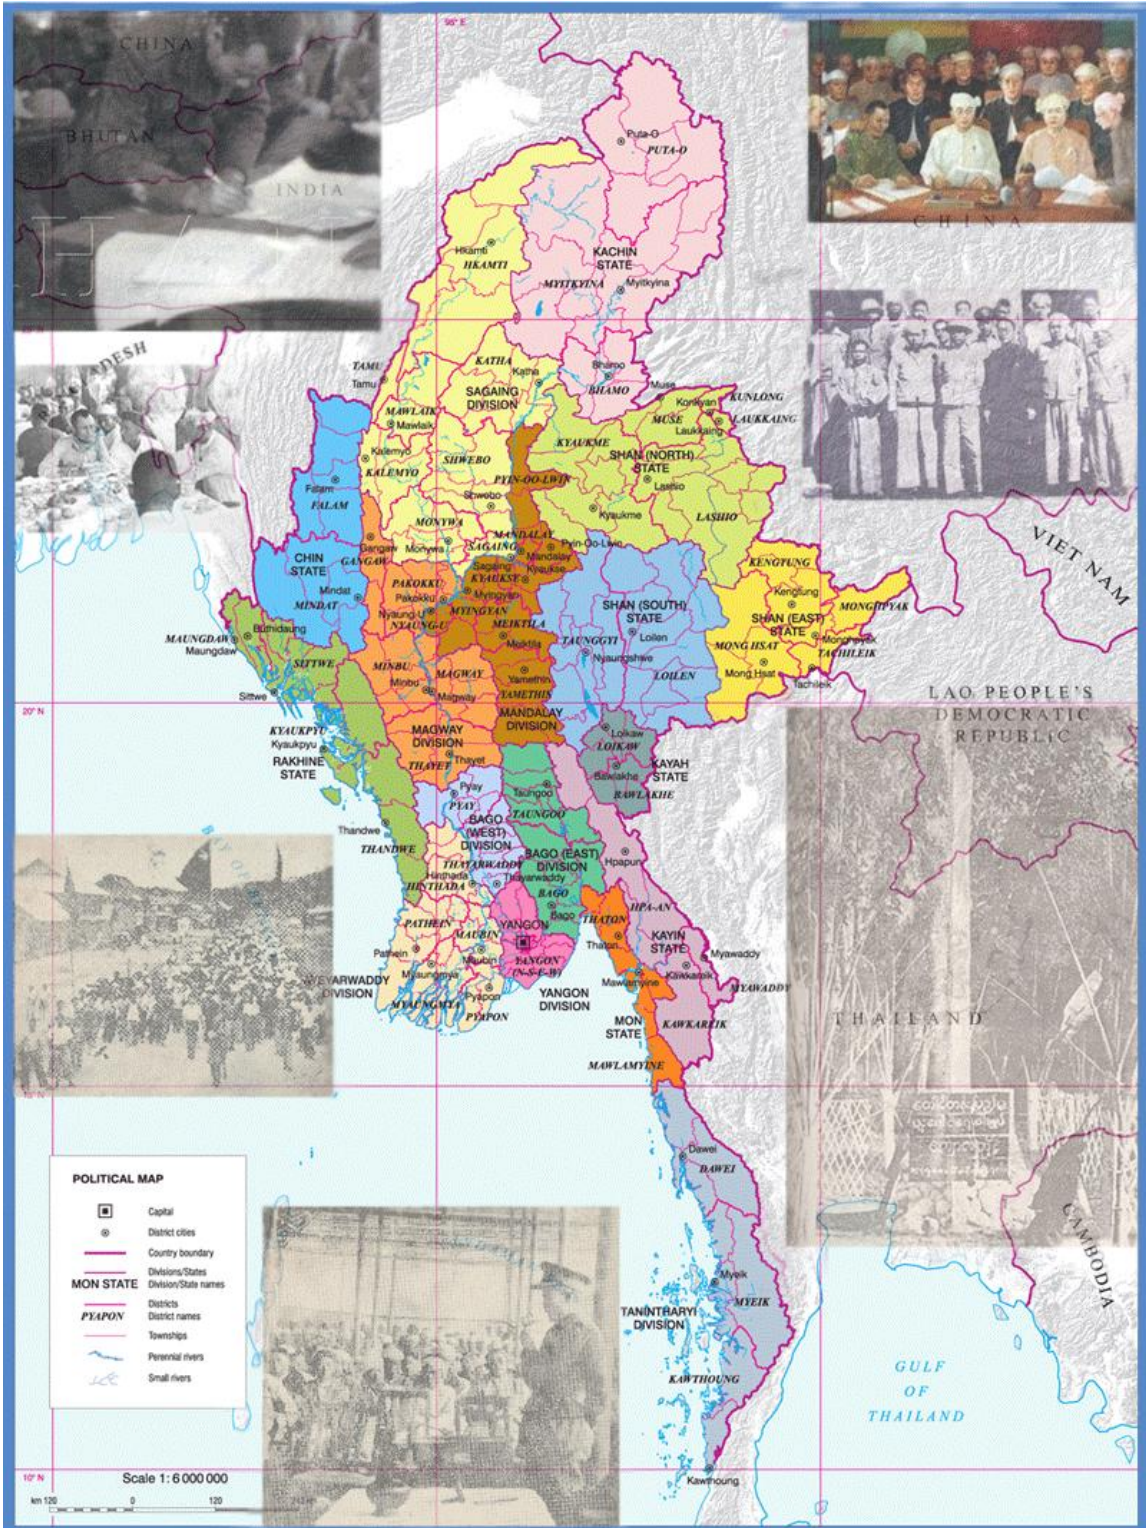 95° E
CHINA
BHUTAN
INDIA
CHINA
Puta-O
PUTA-O
Hkamti
HKAMTI
KACHIN
STATE
MYITKYINA
Myitkyina
DESH
TAMU
Tamu
KATHA
Katha
Bhamo
BHAMO
SAGAING
DIVISION
MAWLAIK
Mawlaik
Muse
MUSE
Konkyan
KUNLONG
LAUKKAING
Laukkaing
KYAUKME
SHAN (NORTH)
STATE
Lashio
Kyaukme
LASHIO
Kalemyo
KALEMYO
SHWEBO
Shwebo
PYIN-OO-LWIN
Falam
FALAM
MONYWA
Monywa
SAGAING
Sagaing
MANDALAY
Mandalay
Pyin-Oo-Lwin
Gangaw
GANGAW
KYAUKSE
Kyaukse
CHIN
STATE
Mindat
MINDAT
PAKOKKU
Pakokku
Myingyan
MYINGYAN
Nyaung-U
NYAUNG-U
MEIKTILA
Meiktila
SHAN (SOUTH)
STATE
TAUNGGYI
Loilen
Nyaungshwe
LOILEN
KENGTUNG
Kengtung
SHAN (EAST)
STATE
MONGHPYAK
Monghpyak
MONG HSAT
Mong Hsat
TACHILEIK
Tachileik
VIET NAM
MAUNGDAW
Maungdaw
Buthidaung
SITTWE
Sittwe
MINBU
Minbu
MAGWAY
Magway
Yamethin
YAMETHIN
MANDALAY
DIVISION
20° N
LAO PEOPLE'S
DEMOCRATIC
REPUBLIC
KYAUKPYU
Kyaukpyu
RAKHINE
STATE
MAGWAY
DIVISION
THAYET
Thayet
Loikaw
LOIKAW
KAYAH
STATE
Bawlakhe
BAWLAKHE
Pyay
PYAY
Taungoo
TAUNGOO
BAGO
(WEST)
DIVISION
Thandwe
THANDWE
THAYARWADDY
Thayarwaddy
Hinthada
HINTHADA
BAGO (EAST)
DIVISION
BAGO
Bago
Hpapun
HPA-AN
PATHEIN
Pathein
MAUBIN
Maubin
YANGON
YANGON
(N-S-E-W)
THATON
Thaton
KAYIN
STATE
Myawaddy
MYAWADDY
Kawkareik
KAWKAREIK
Mawlamyine
Myaungmya
MYAUNGMYA
Pyapon
PYAPON
EYARWADDY
DIVISION
YANGON
DIVISION
MON
STATE
MAWLAMYINE
THAILAND
15° N
Dawei
DAWEI
CAMBODIA
Myeik
MYEIK
TANINTHARYI
DIVISION
KAWTHOUNG
Kawthoung
GULF
OF
THAILAND
POLITICAL MAP
Capital
District cities
Country boundary
Divisions/States
MON STATE Division/State names
Districts
PYAPON District names
Townships
Perennial rivers
Small rivers
10° N
Scale 1: 6 000 000
km 120 0 120